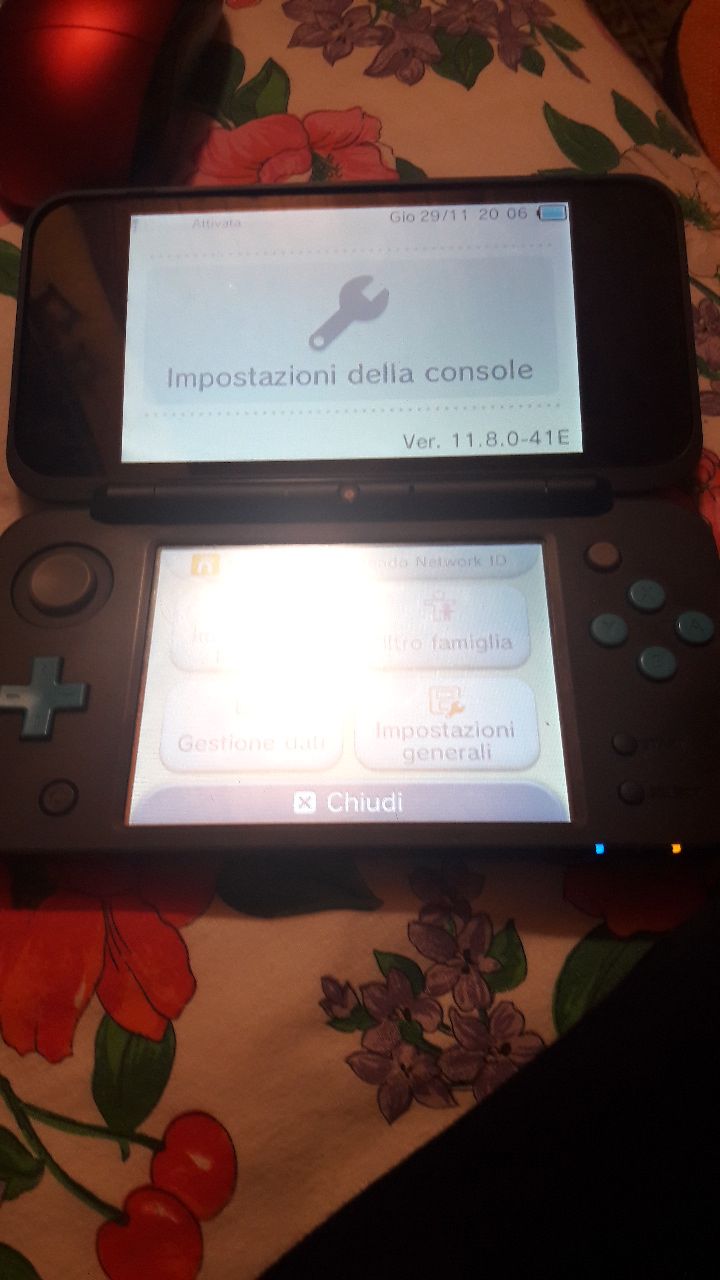 Attivata
Gio 29/11 20 06
Impostazioni della console
Ver. 11.8.0-41E
Network ID
famiglia
Gestione dati
Impostazioni
generali
X Chiudi
X
Y
A